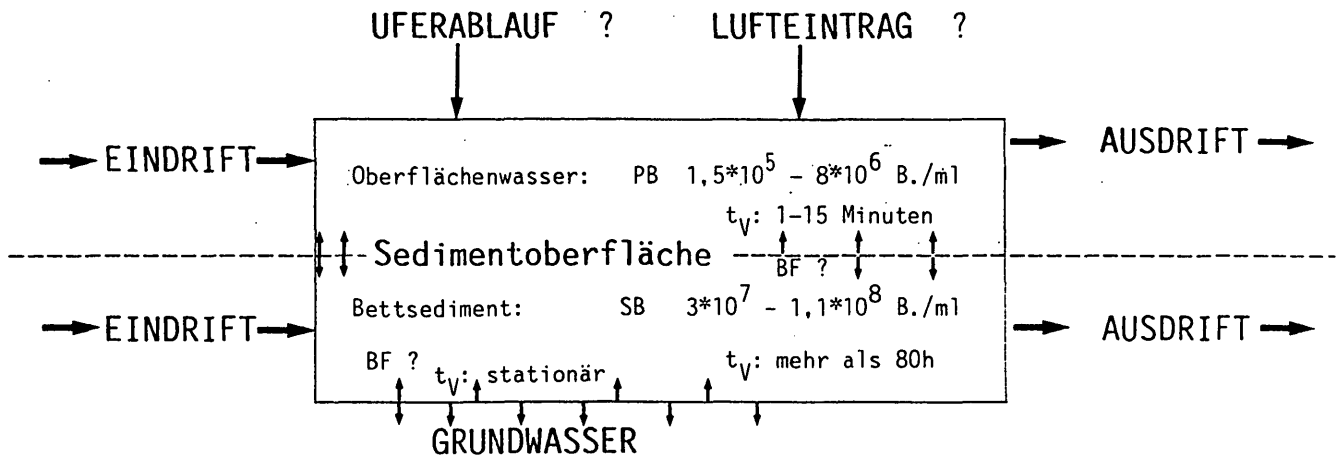 UFERABLAUF ? LUFTEINTRAG ?
EINDRIFT AUSDRIFT
Oberflächenwasser: PB 1,5*10^5 – 8*10^6 B./ml
t_V: 1–15 Minuten
Sedimentoberfläche
BF ?
Bettsediment: SB 3*10^7 – 1,1*10^8 B./ml
EINDRIFT AUSDRIFT
BF ? t_V: stationär t_V: mehr als 80h
GRUNDWASSER